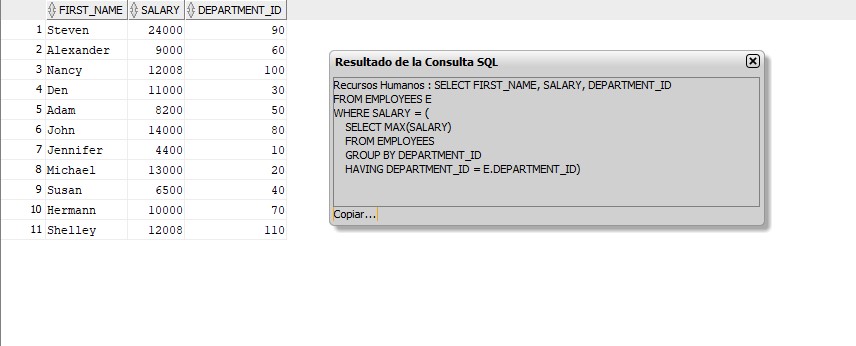 FIRST_NAME SALARY DEPARTMENT_ID
1 Steven 24000 90
2 Alexander 9000 60
3 Nancy 12008 100
4 Den 11000 30
5 Adam 8200 50
6 John 14000 80
7 Jennifer 4400 10
8 Michael 13000 20
9 Susan 6500 40
10 Hermann 10000 70
11 Shelley 12008 110
Resultado de la Consulta SQL
Recursos Humanos : SELECT FIRST_NAME, SALARY, DEPARTMENT_ID
FROM EMPLOYEES E
WHERE SALARY = (
SELECT MAX(SALARY)
FROM EMPLOYEES
GROUP BY DEPARTMENT_ID
HAVING DEPARTMENT_ID = E.DEPARTMENT_ID)
Copiar...